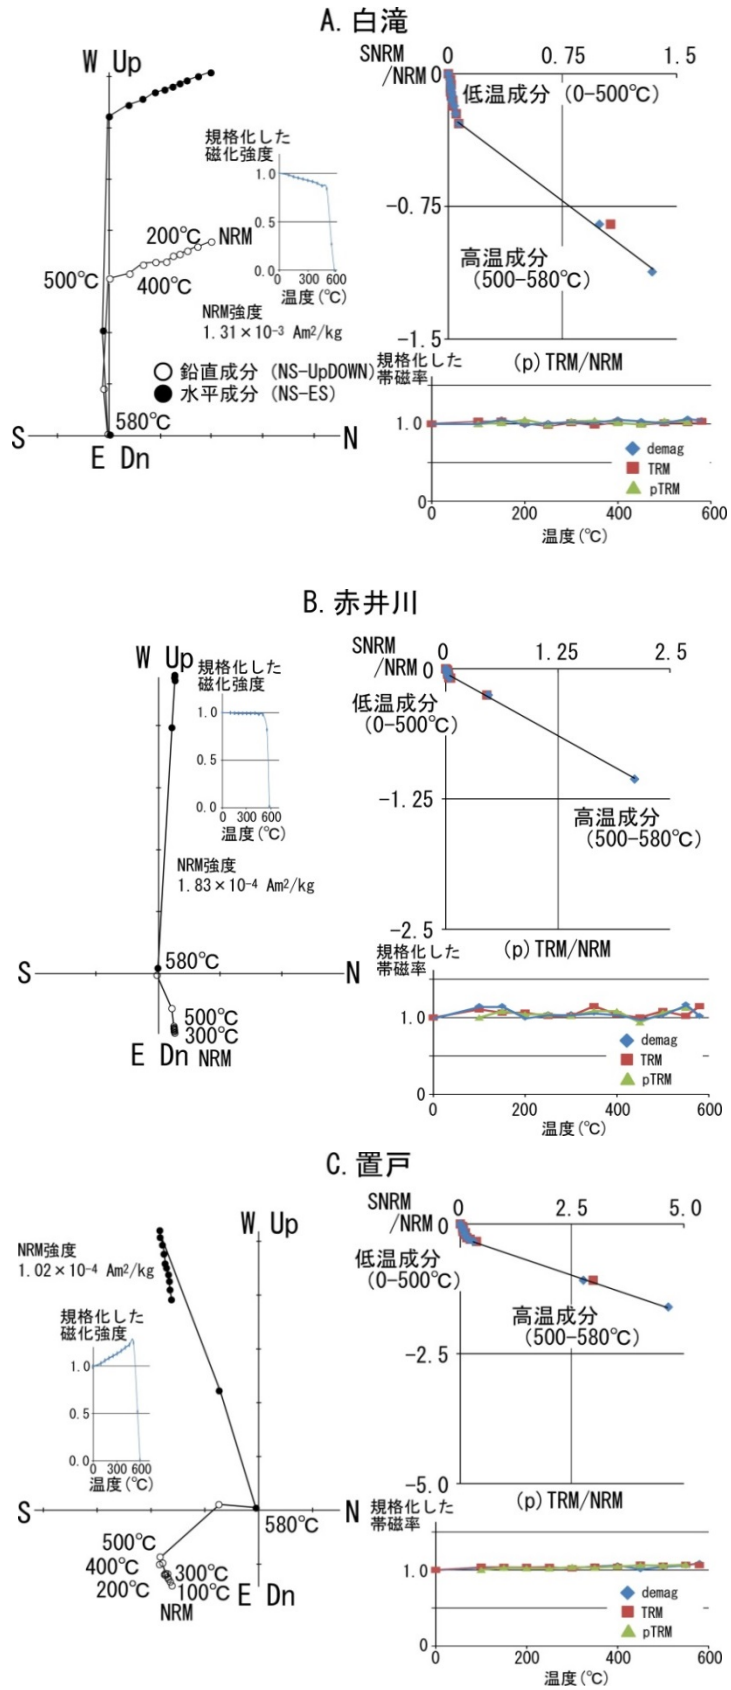 A. 白滝
W Up
200℃
NRM
500℃
400℃
580℃
S
N
E Dn
規格化した
磁化強度
1.0
0.5
0.0
0 300 600
温度(℃)
NRM強度
1.31×10⁻³ Am²/kg
○ 鉛直成分 (NS-UpDOWN)
● 水平成分 (NS-ES)
SNRM
/NRM
0 0.75 1.5
0
低温成分 (0-500℃)
-0.75
高温成分
(500-580℃)
-1.5
(p)TRM/NRM
規格化した
帯磁率
1.0
demag
TRM
pTRM
0
0 200 400 600
温度(℃)
B. 赤井川
W Up
規格化した
磁化強度
1.0
0.5
0.0
0 300 600
温度(℃)
NRM強度
1.83×10⁻⁴ Am²/kg
580℃
S
N
500℃
300℃
E Dn
NRM
SNRM
/NRM
0 1.25 2.5
0
低温成分
(0-500℃)
-1.25
高温成分
(500-580℃)
-2.5
(p)TRM/NRM
規格化した
帯磁率
1.0
demag
TRM
pTRM
0
0 200 400 600
温度(℃)
C. 置戸
W Up
NRM強度
1.02×10⁻⁴ Am²/kg
規格化した
磁化強度
1.0
0.5
0.0
0 300 600
温度(℃)
S
N
580℃
500℃
400℃
300℃
200℃
100℃
E Dn
NRM
SNRM
/NRM
0 2.5 5.0
0
低温成分
(0-500℃)
高温成分
(500-580℃)
-2.5
-5.0
(p)TRM/NRM
規格化した
帯磁率
1.0
demag
TRM
pTRM
0
0 200 400 600
温度(℃)